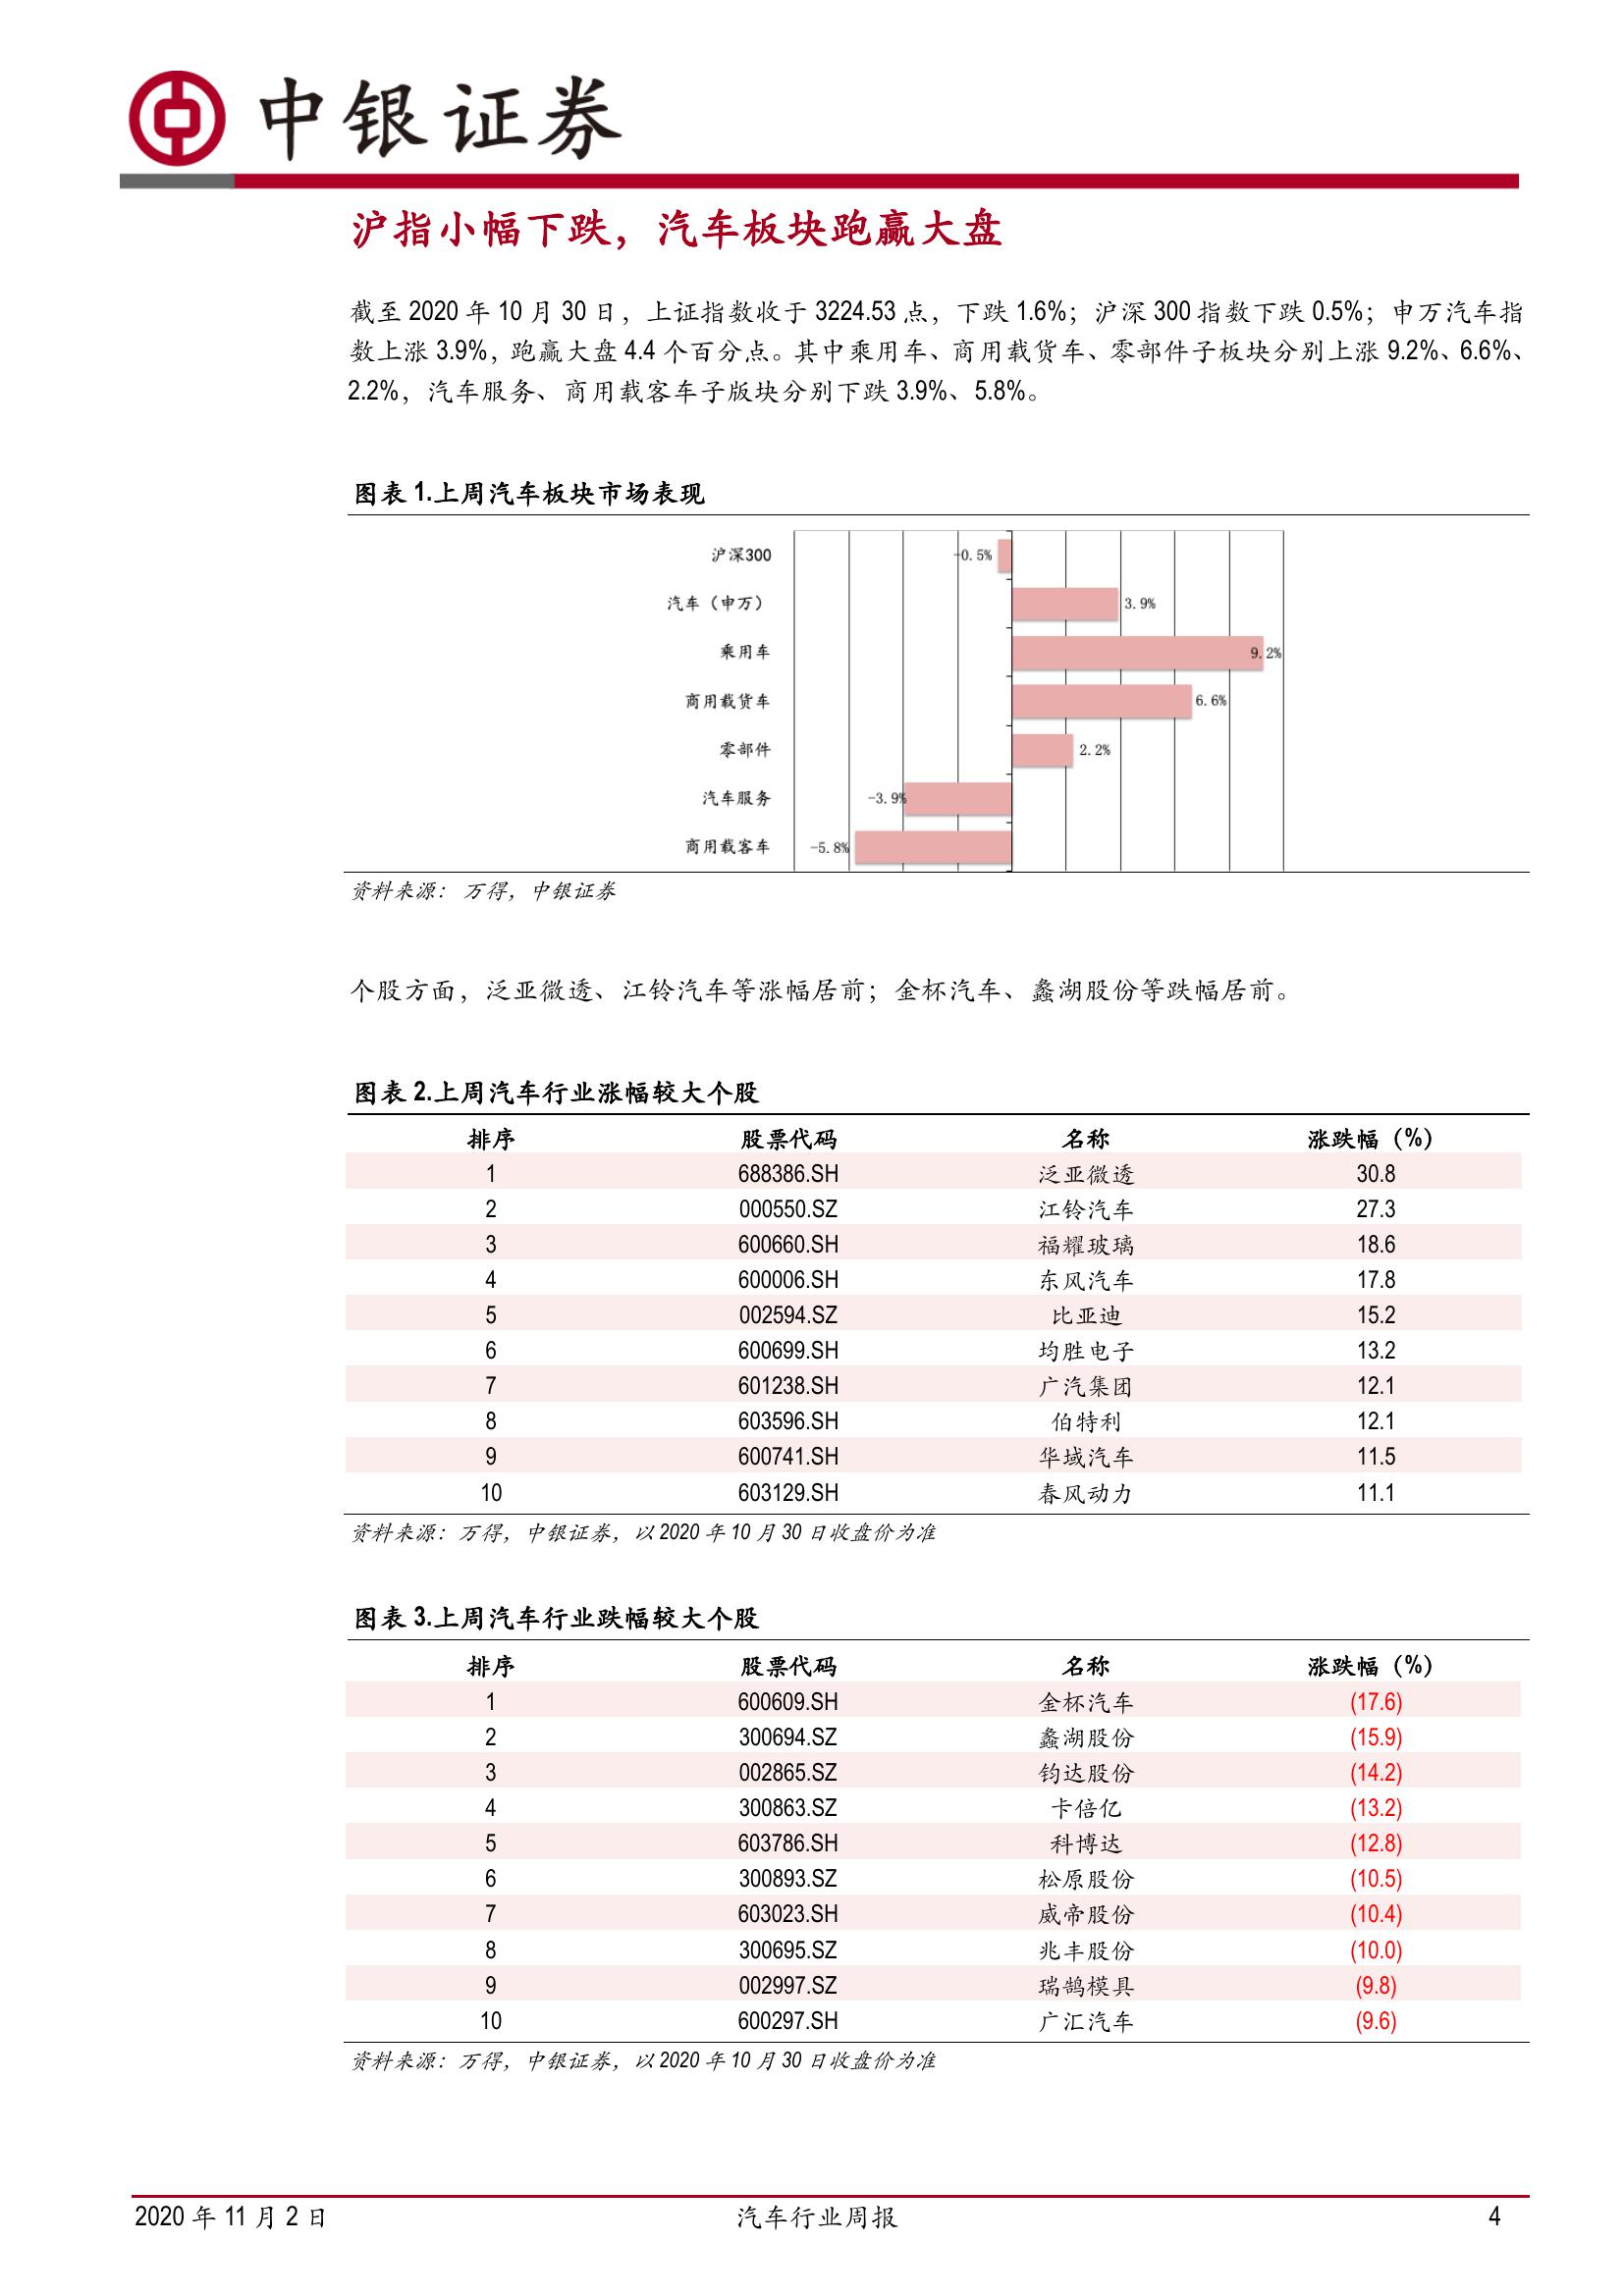 中银证券
沪指小幅下跌，汽车板块跑赢大盘
截至 2020 年 10 月 30 日，上证指数收于 3224.53 点，下跌 1.6%；沪深 300 指数下跌 0.5%；申万汽车指
数上涨 3.9%，跑赢大盘 4.4 个百分点。其中乘用车、商用载货车、零部件子板块分别上涨 9.2%、6.6%、
2.2%，汽车服务、商用载客车子版块分别下跌 3.9%、5.8%。
图表 1.上周汽车板块市场表现
沪深300 -0.5%
汽车（申万） 3.9%
乘用车 9.2%
商用载货车 6.6%
零部件 2.2%
汽车服务 -3.9%
商用载客车 -5.8%
资料来源： 万得，中银证券
个股方面，泛亚微透、江铃汽车等涨幅居前；金杯汽车、蠡湖股份等跌幅居前。
图表 2.上周汽车行业涨幅较大个股
排序 股票代码 名称 涨跌幅（%）
1 688386.SH 泛亚微透 30.8
2 000550.SZ 江铃汽车 27.3
3 600660.SH 福耀玻璃 18.6
4 600006.SH 东风汽车 17.8
5 002594.SZ 比亚迪 15.2
6 600699.SH 均胜电子 13.2
7 601238.SH 广汽集团 12.1
8 603596.SH 伯特利 12.1
9 600741.SH 华域汽车 11.5
10 603129.SH 春风动力 11.1
资料来源：万得，中银证券，以 2020 年 10 月 30 日收盘价为准
图表 3.上周汽车行业跌幅较大个股
排序 股票代码 名称 涨跌幅（%）
1 600609.SH 金杯汽车 (17.6)
2 300694.SZ 蠡湖股份 (15.9)
3 002865.SZ 钧达股份 (14.2)
4 300863.SZ 卡倍亿 (13.2)
5 603786.SH 科博达 (12.8)
6 300893.SZ 松原股份 (10.5)
7 603023.SH 威帝股份 (10.4)
8 300695.SZ 兆丰股份 (10.0)
9 002997.SZ 瑞鹄模具 (9.8)
10 600297.SH 广汇汽车 (9.6)
资料来源：万得，中银证券，以 2020 年 10 月 30 日收盘价为准
2020 年 11 月 2 日 汽车行业周报 4